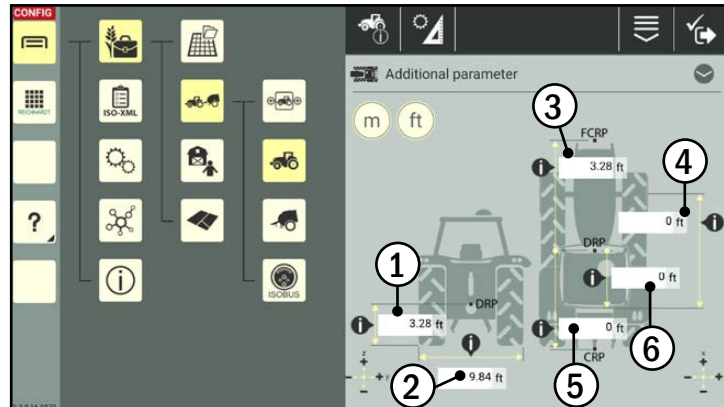 CONFIG
REICHHARDT
ISO-XML
?
ISOBUS
Additional parameter
m
ft
3
FCRP
3.28 ft
4
0 ft
DRP
1
0 ft
DRP
3.28 ft
0 ft
6
CRP
2
9.84 ft
5
z
y
x